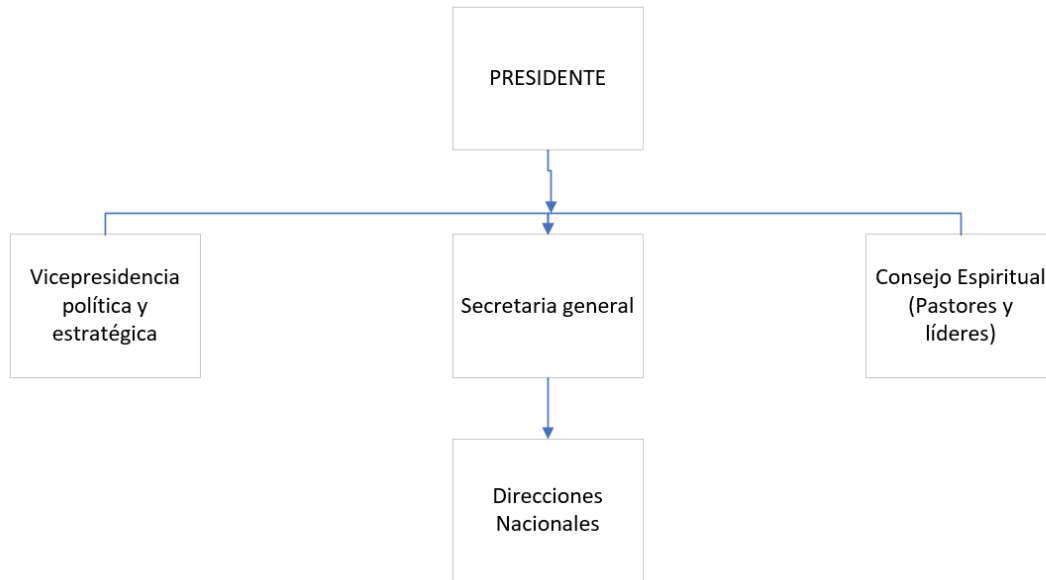 PRESIDENTE
Vicepresidencia
política y
estratégica
Secretaria general
Consejo Espiritual
(Pastores y
líderes)
Direcciones
Nacionales